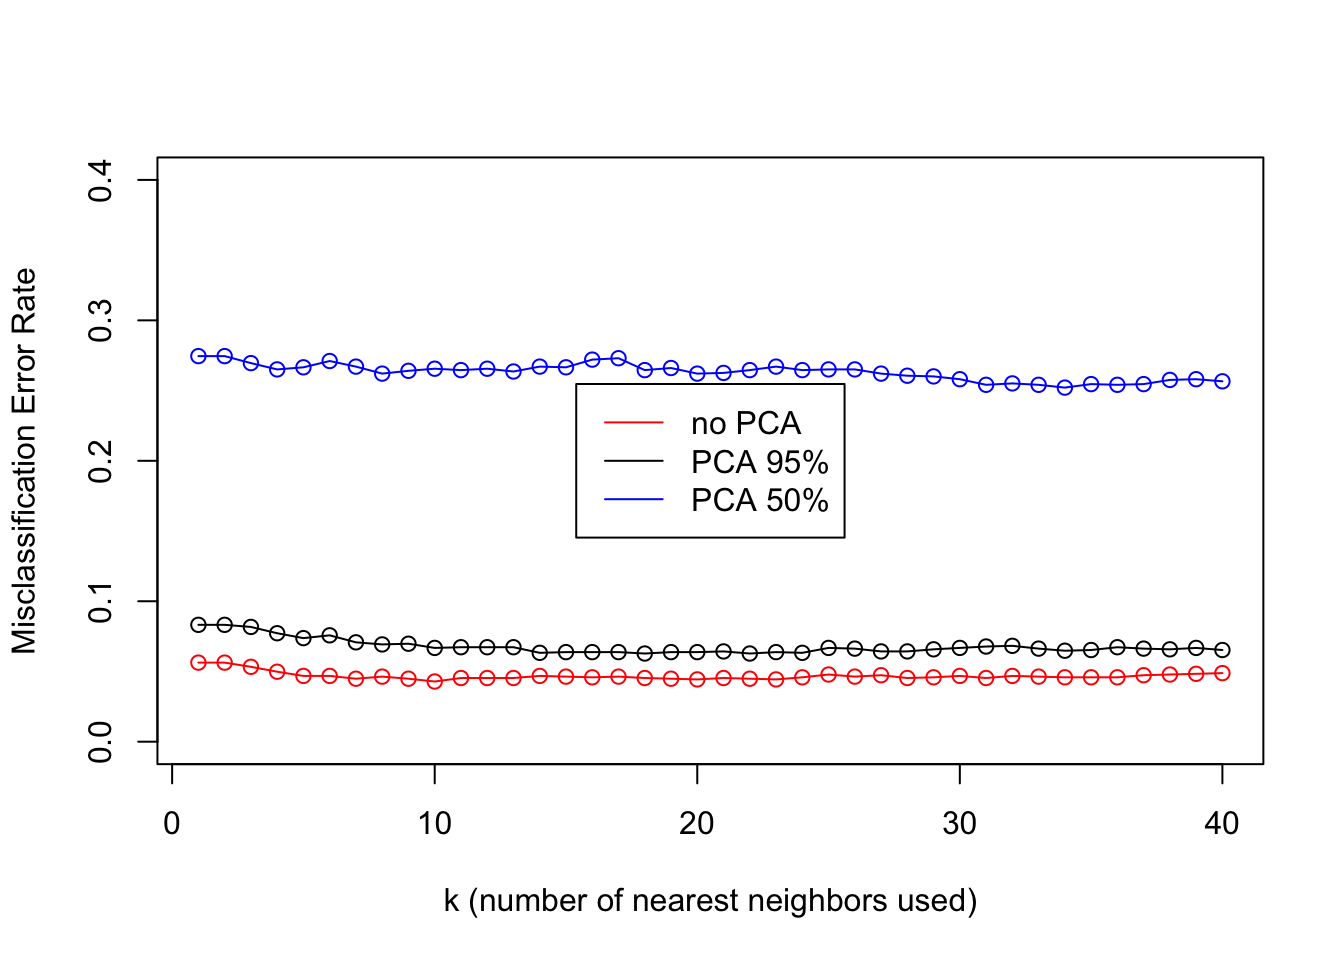 Misclassification Error Rate
0.4
0.3
0.2
0.1
0.0
no PCA
PCA 95%
PCA 50%
0 10 20 30 40
k (number of nearest neighbors used)